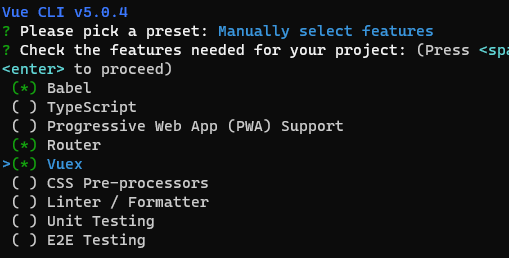 Vue CLI v5.0.4
? Please pick a preset: Manually select features
? Check the features needed for your project: (Press <spa
<enter> to proceed)
(*) Babel
( ) TypeScript
( ) Progressive Web App (PWA) Support
(*) Router
>(*) Vuex
( ) CSS Pre-processors
( ) Linter / Formatter
( ) Unit Testing
( ) E2E Testing